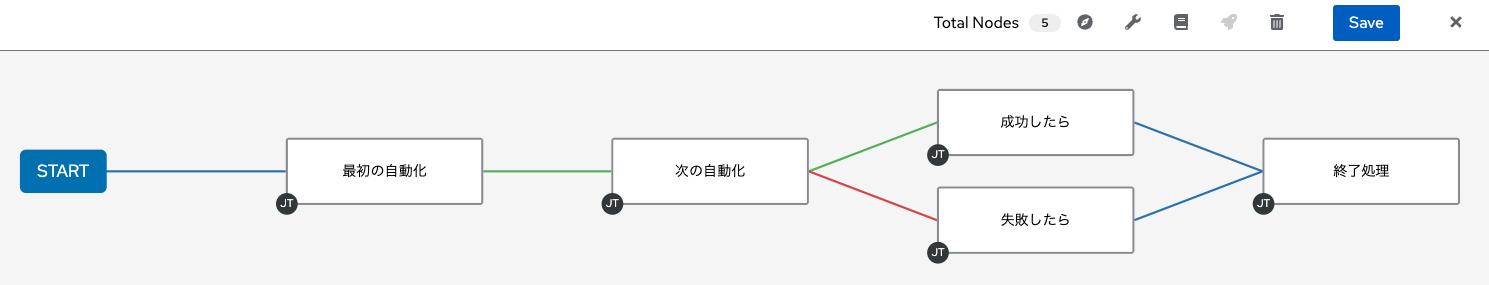 Total Nodes 5
Save
START
最初の自動化
JT
次の自動化
JT
成功したら
JT
失敗したら
JT
終了処理
JT